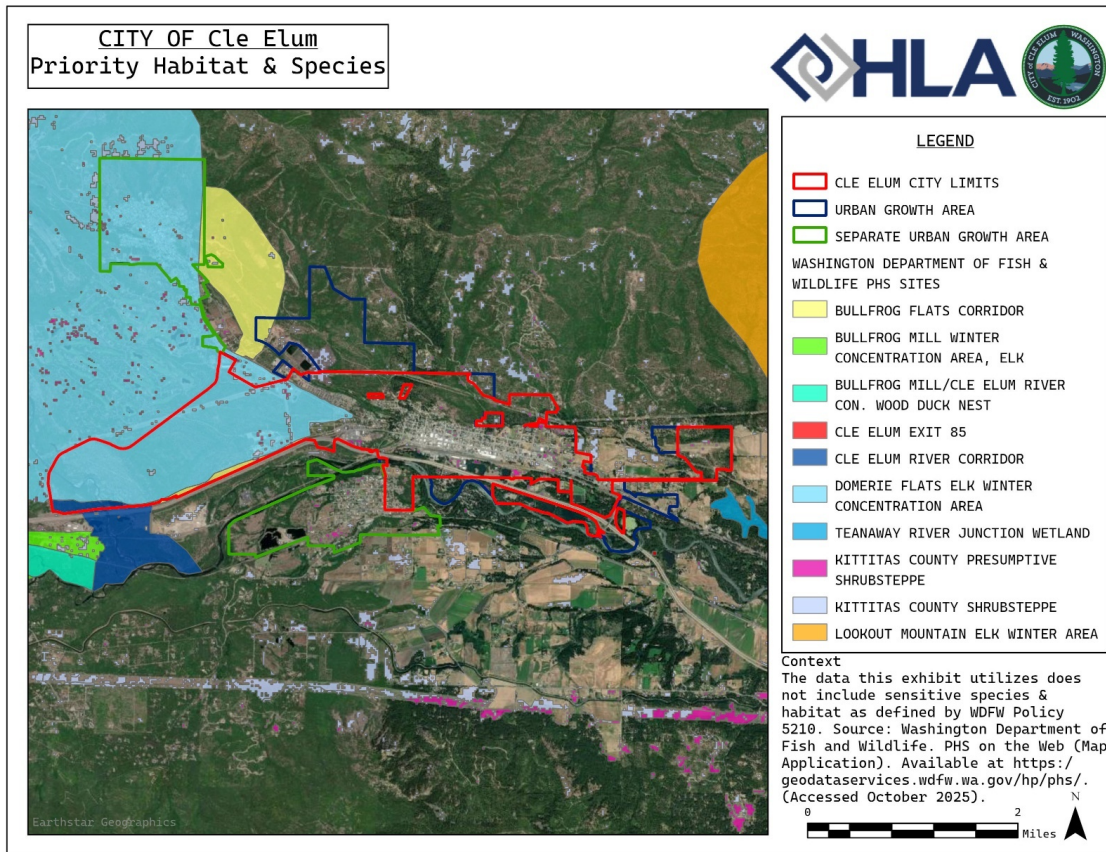 CITY OF Cle Elum
Priority Habitat & Species
HLA
CITY of CLE ELUM WASHINGTON
EST. 1902
LEGEND
CLE ELUM CITY LIMITS
URBAN GROWTH AREA
SEPARATE URBAN GROWTH AREA
WASHINGTON DEPARTMENT OF FISH &
WILDLIFE PHS SITES
BULLFROG FLATS CORRIDOR
BULLFROG MILL WINTER
CONCENTRATION AREA, ELK
BULLFROG MILL/CLE ELUM RIVER
CON. WOOD DUCK NEST
CLE ELUM EXIT 85
CLE ELUM RIVER CORRIDOR
DOMERIE FLATS ELK WINTER
CONCENTRATION AREA
TEANAWAY RIVER JUNCTION WETLAND
KITTITAS COUNTY PRESUMPTIVE
SHRUBSTEPPE
KITTITAS COUNTY SHRUBSTEPPE
LOOKOUT MOUNTAIN ELK WINTER AREA
Context
The data this exhibit utilizes does
not include sensitive species &
habitat as defined by WDFW Policy
5210. Source: Washington Department of
Fish and Wildlife. PHS on the Web (Map
Application). Available at https:/
geodataservices.wdfw.wa.gov/hp/phs/.
(Accessed October 2025).
N
0 2
Miles
Earthstar Geographics